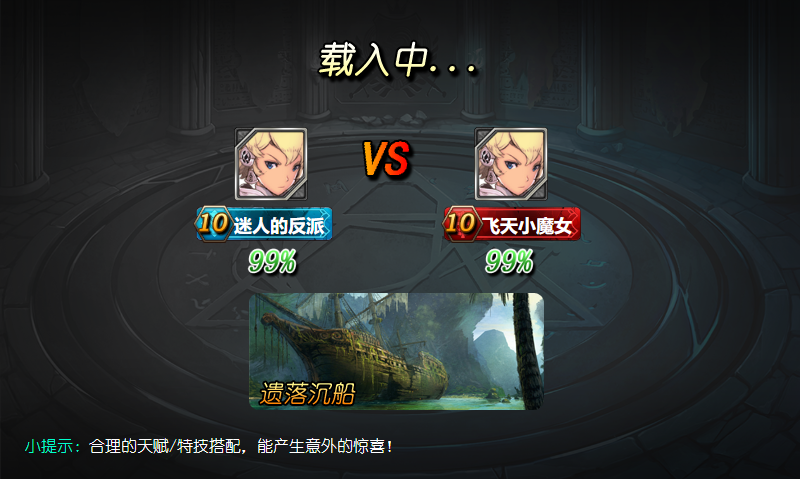 载入中...
VS
10 迷人的反派
10 飞天小魔女
99%
99%
遗落沉船
小提示：合理的天赋/特技搭配，能产生意外的惊喜！